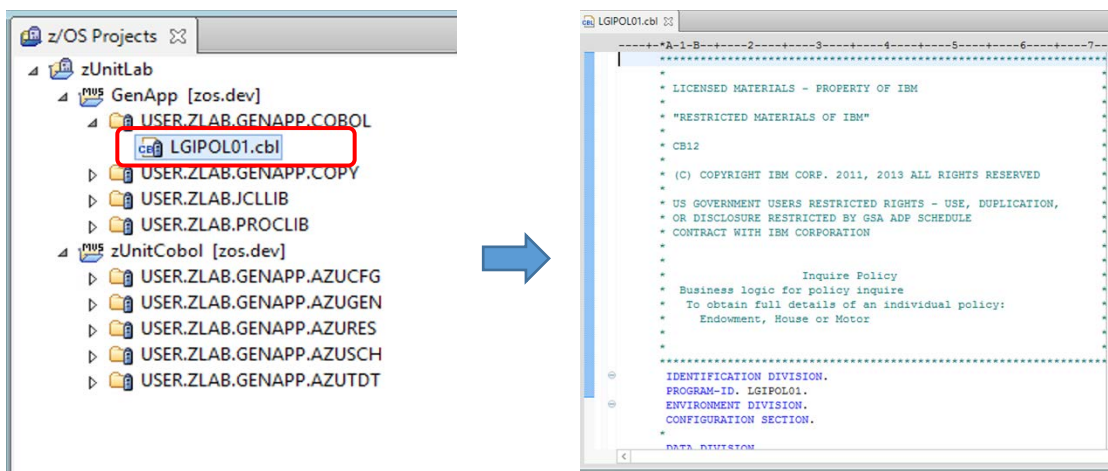 z/OS Projects
zUnitLab
GenApp [zos.dev]
USER.ZLAB.GENAPP.COBOL
LGIPOL01.cbl
USER.ZLAB.GENAPP.COPY
USER.ZLAB.JCLLIB
USER.ZLAB.PROCLIB
zUnitCobol [zos.dev]
USER.ZLAB.GENAPP.AZUCFG
USER.ZLAB.GENAPP.AZUGEN
USER.ZLAB.GENAPP.AZURES
USER.ZLAB.GENAPP.AZUSCH
USER.ZLAB.GENAPP.AZUTDT
LGIPOL01.cbl
----+-*A-1-B--+----2----+----3----+----4----+----5----+----6----+----7--
******************************************************************
* *
* LICENSED MATERIALS - PROPERTY OF IBM *
* *
* "RESTRICTED MATERIALS OF IBM" *
* *
* CB12 *
* *
* (C) COPYRIGHT IBM CORP. 2011, 2013 ALL RIGHTS RESERVED *
* *
* US GOVERNMENT USERS RESTRICTED RIGHTS - USE, DUPLICATION, *
* OR DISCLOSURE RESTRICTED BY GSA ADP SCHEDULE *
* CONTRACT WITH IBM CORPORATION *
* *
* *
* Inquire Policy *
* Business logic for policy inquire *
* To obtain full details of an individual policy: *
* Endowment, House or Motor *
* *
* *
******************************************************************
IDENTIFICATION DIVISION.
PROGRAM-ID. LGIPOL01.
ENVIRONMENT DIVISION.
CONFIGURATION SECTION.
*
DATA DIVISION